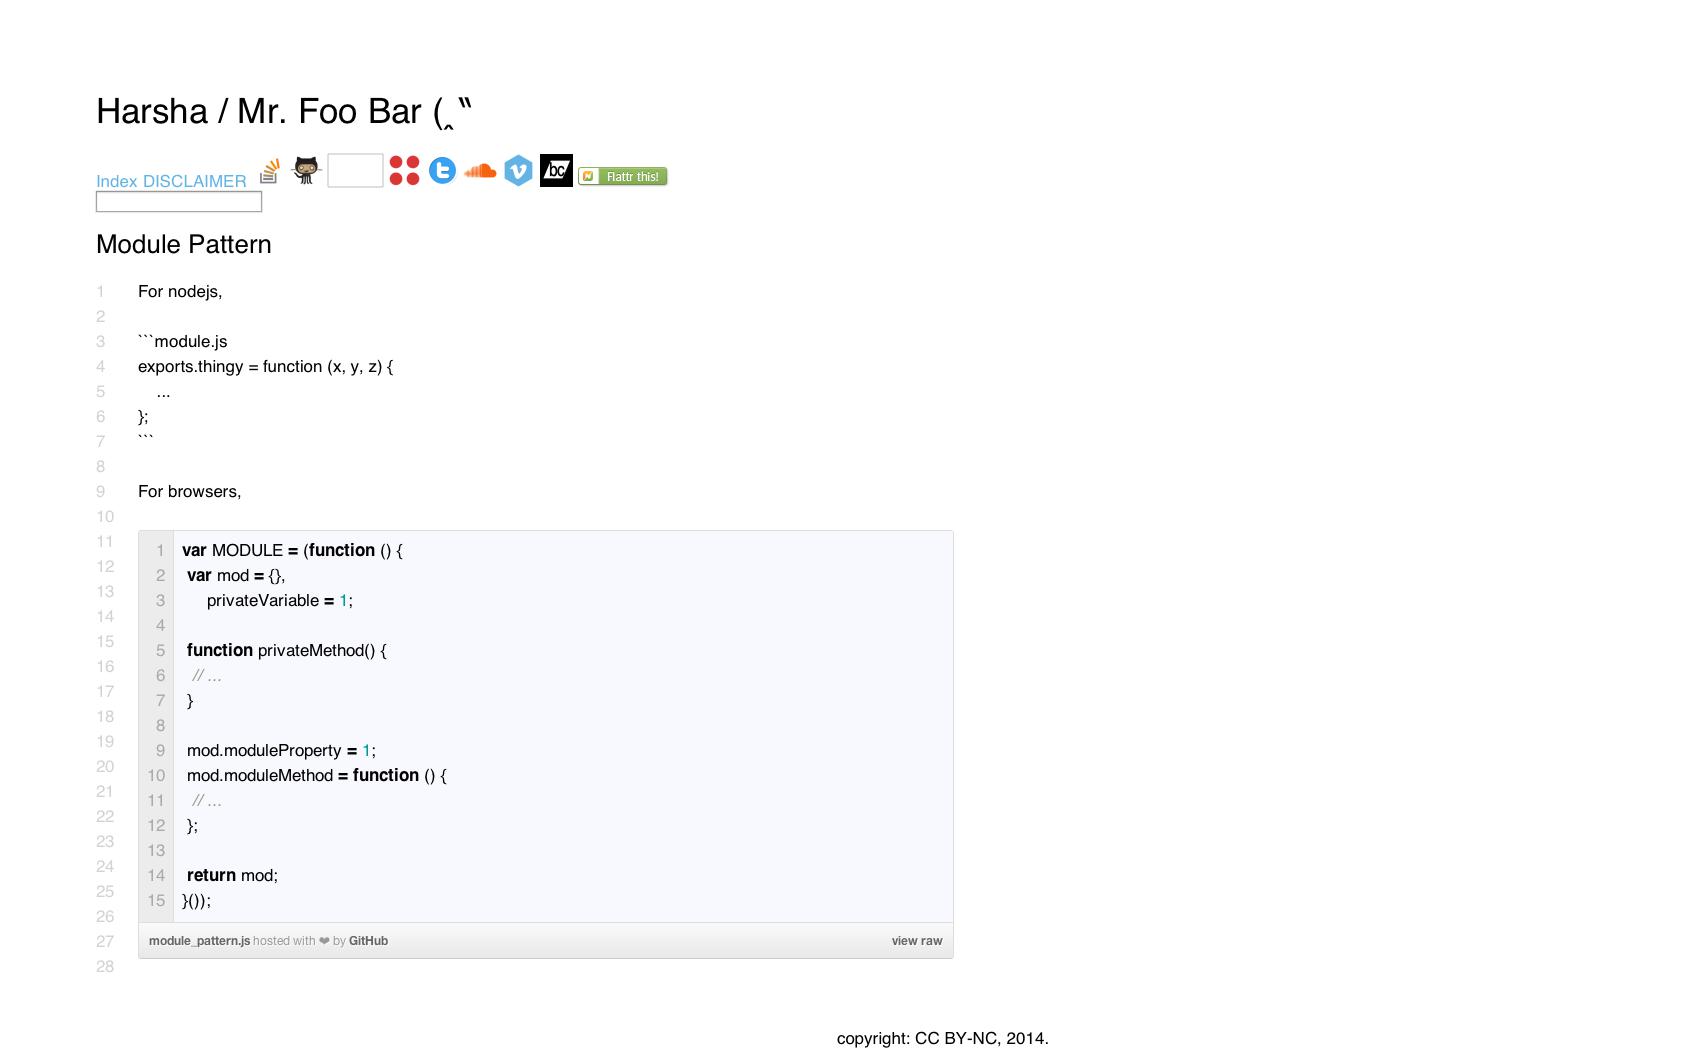 Harsha / Mr. Foo Bar (‸‶
Index DISCLAIMER bc Flattr this!
Module Pattern
1 For nodejs,
2
3 ```module.js
4 exports.thingy = function (x, y, z) {
5 ...
6 };
7 ```
8
9 For browsers,
10
11
12
13
14
15
16
17
18
19
20
21
22
23
24
25
26
27
28
1 var MODULE = (function () {
2 var mod = {},
3 privateVariable = 1;
4
5 function privateMethod() {
6 // ...
7 }
8
9 mod.moduleProperty = 1;
10 mod.moduleMethod = function () {
11 // ...
12 };
13
14 return mod;
15 }());
module_pattern.js hosted with ❤ by GitHub view raw
copyright: CC BY-NC, 2014.